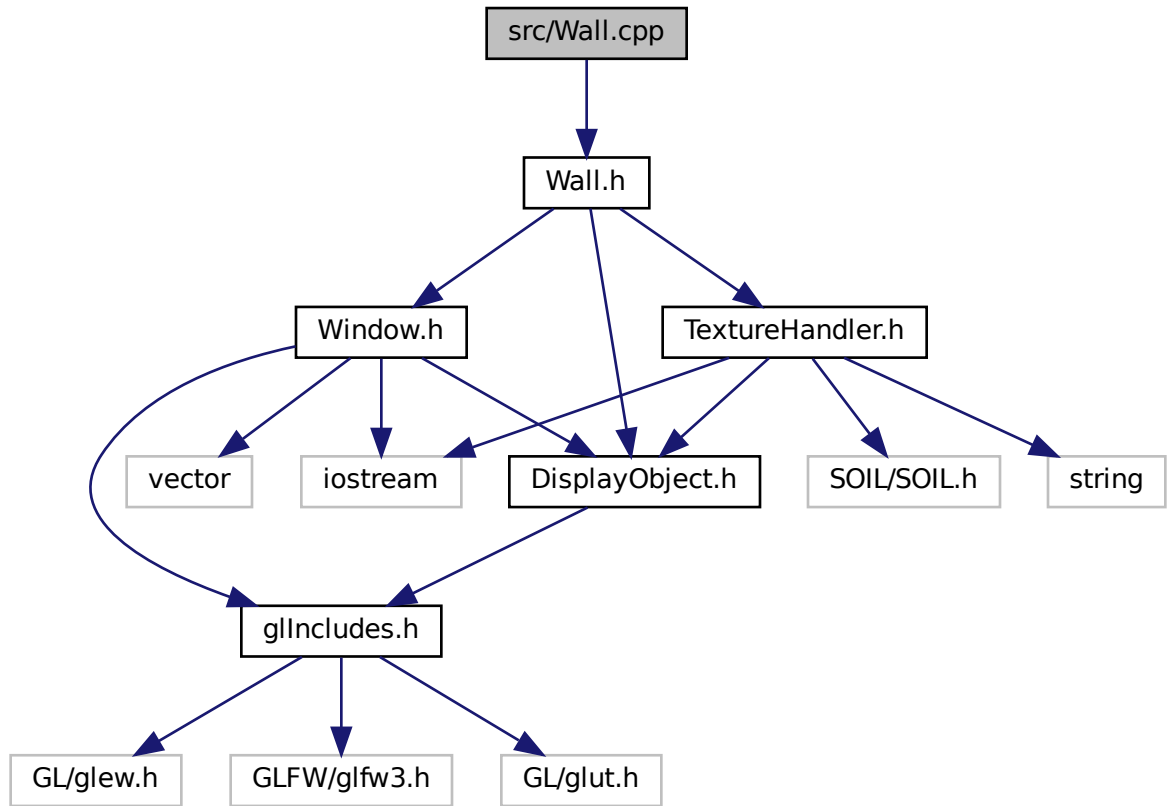 src/Wall.cpp
Wall.h
Window.h
TextureHandler.h
vector
iostream
DisplayObject.h
SOIL/SOIL.h
string
glIncludes.h
GL/glew.h
GLFW/glfw3.h
GL/glut.h